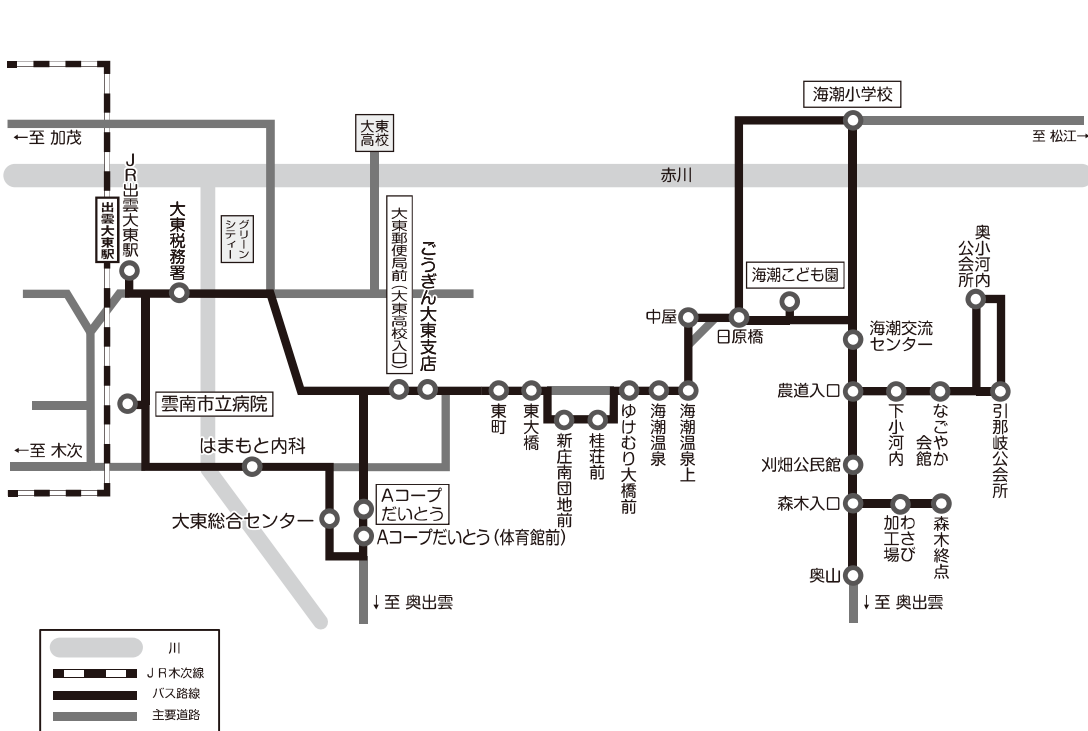 海潮小学校
←至 加茂
大東
高校
至 松江→
赤川
JR出雲大東駅
出雲大東駅
大東税務署
グリーン
シティー
大東郵便局前(大東高校入口)
ごうぎん大東支店
奥小河内
公会所
海潮こども園
中屋
日原橋
海潮交流
センター
雲南市立病院
東町
東大橋
新庄南団地前
桂荘前
ゆけむり大橋前
海潮温泉
海潮温泉上
農道入口
下小河内
なごやか
会館
引那岐公会所
←至 木次
はまもと内科
刈畑公民館
大東総合センター
Aコープ
だいとう
Aコープだいとう(体育館前)
森木入口
わさび
加工場
森木終点
奥山
↓至 奥出雲
↓至 奥出雲
川
JR木次線
バス路線
主要道路